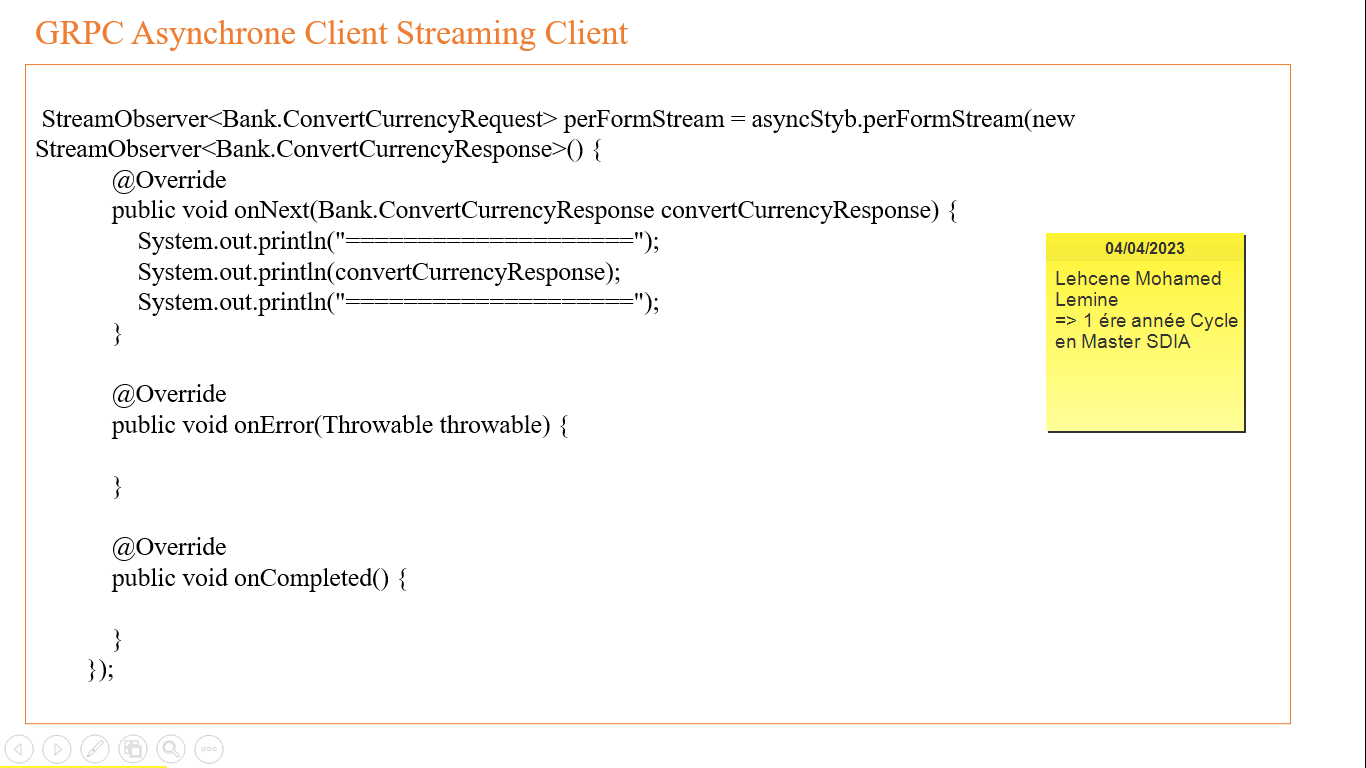 GRPC Asynchrone Client Streaming Client
StreamObserver<Bank.ConvertCurrencyRequest> perFormStream = asyncStyb.perFormStream(new
StreamObserver<Bank.ConvertCurrencyResponse>() {
@Override
public void onNext(Bank.ConvertCurrencyResponse convertCurrencyResponse) {
System.out.println("====================");
System.out.println(convertCurrencyResponse);
System.out.println("====================");
}
@Override
public void onError(Throwable throwable) {
}
@Override
public void onCompleted() {
}
});
04/04/2023
Lehcene Mohamed
Lemine
=> 1 ére année Cycle
en Master SDIA